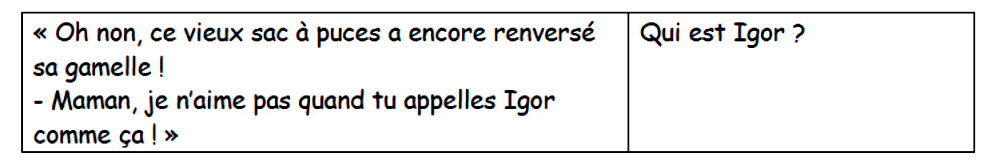 « Oh non, ce vieux sac à puces a encore renversé
sa gamelle !
- Maman, je n'aime pas quand tu appelles Igor
comme ça ! »
Qui est Igor ?